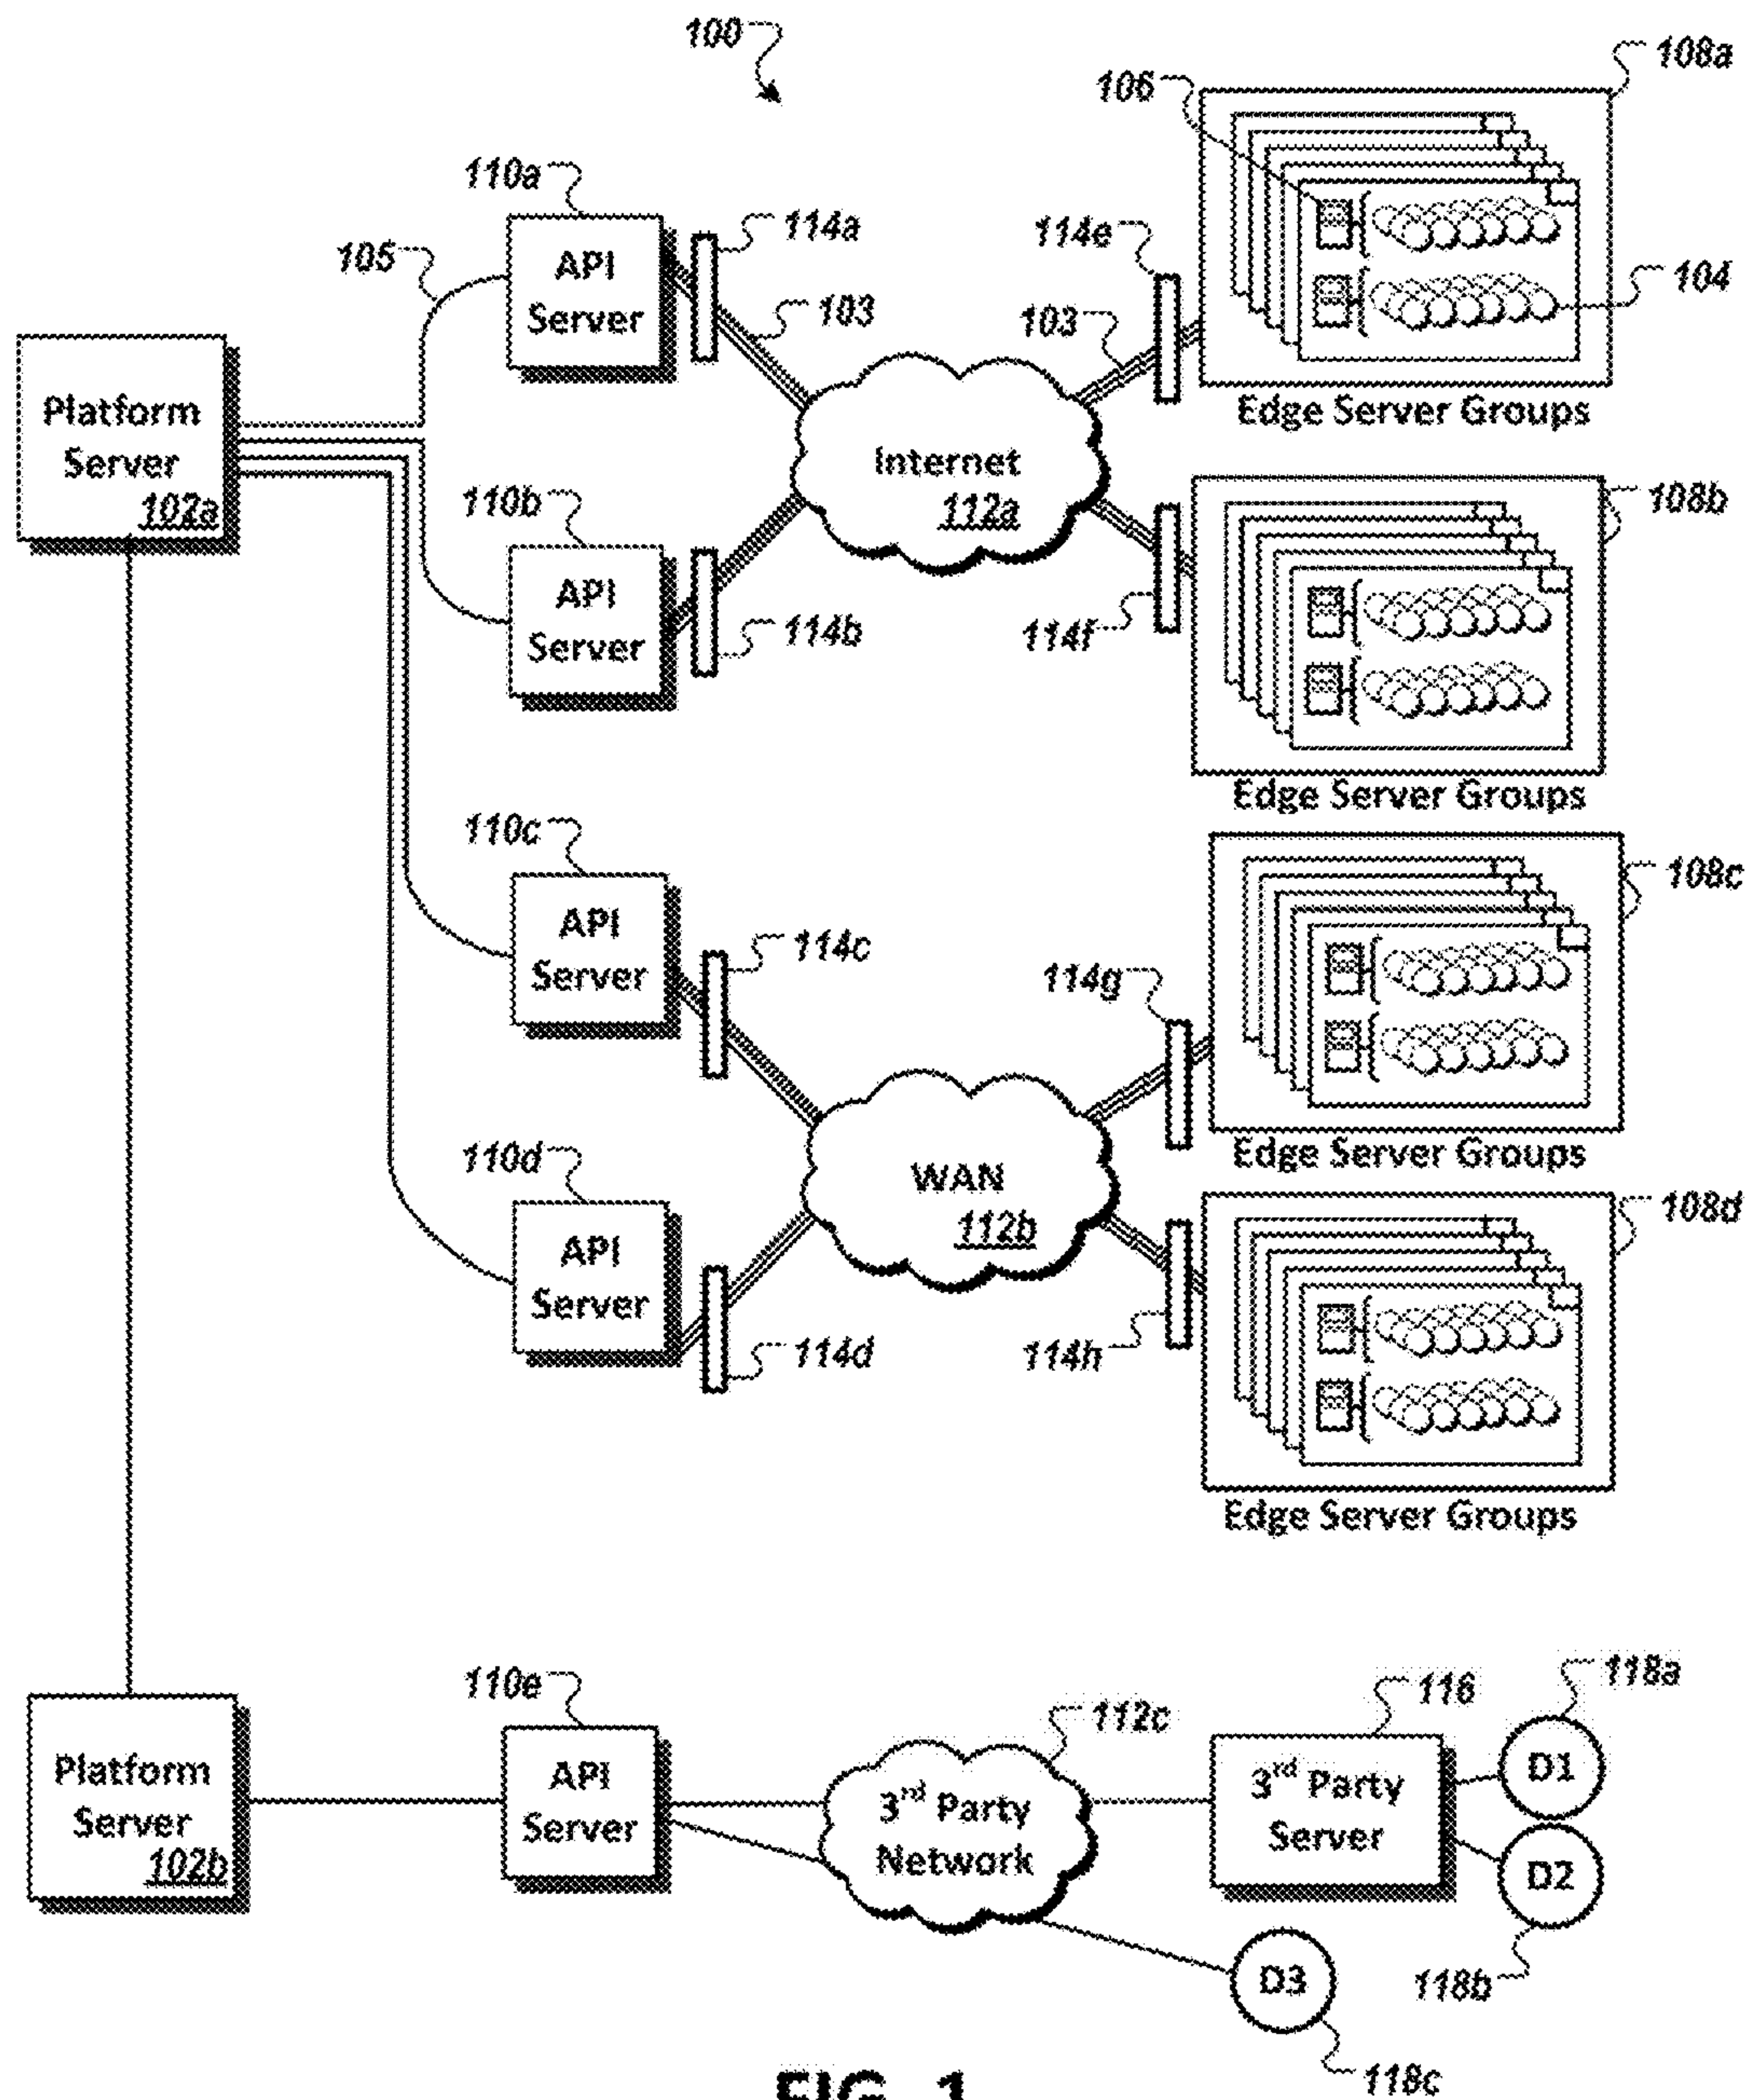 100
108a
106
110a
114a
114e
105
API
Server
103
103
104
Platform
Server
102a
Edge Server Groups
Internet
112a
110b
108b
API
Server
114b
114f
Edge Server Groups
110c
108c
API
Server
114c
114g
110d
WAN
112b
Edge Server Groups
108d
API
Server
114d
114h
Edge Server Groups
110e
116
118a
112c
Platform
Server
102b
API
Server
3rd Party
Network
3rd Party
Server
D1
D2
D3
118b
118c
FIG. 1